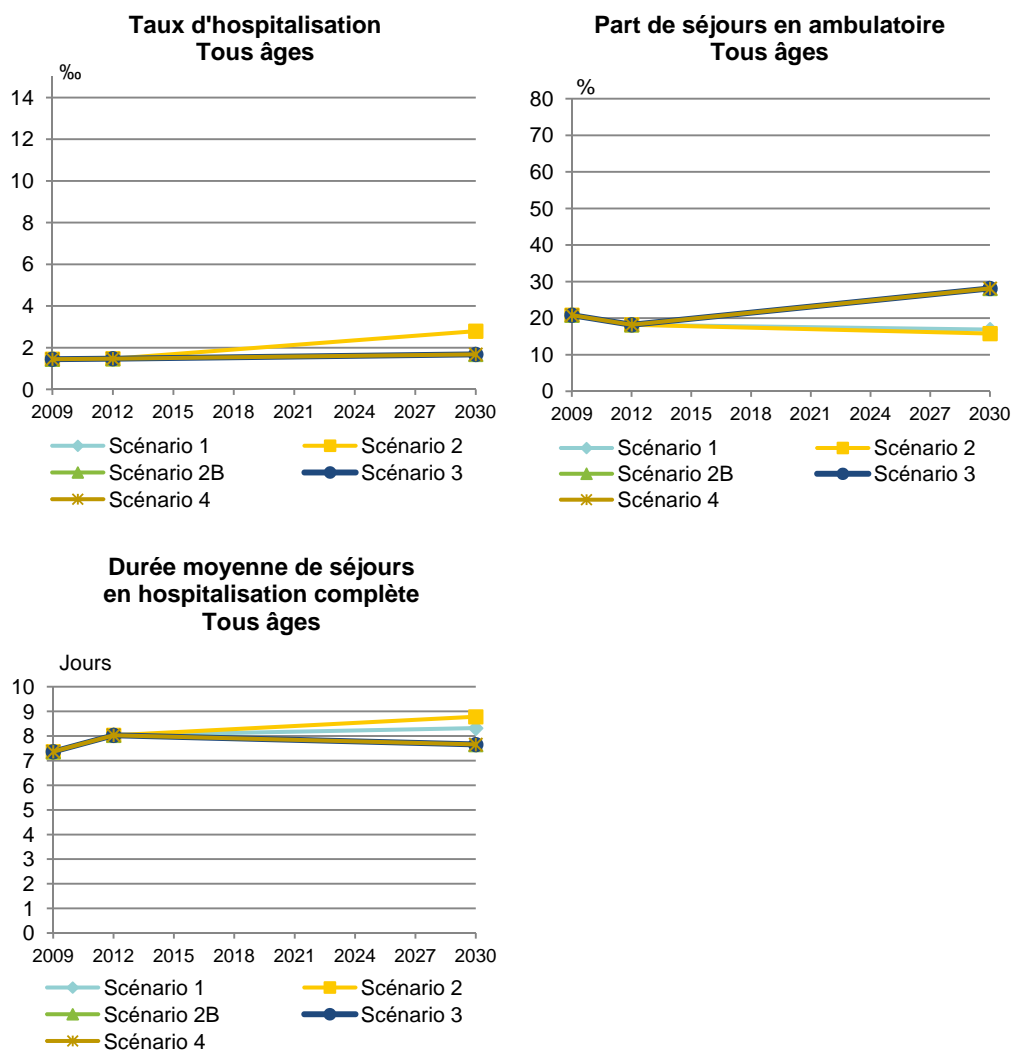 Taux d'hospitalisation
Tous âges
‰
14
12
10
8
6
4
2
0
2009 2012 2015 2018 2021 2024 2027 2030
Scénario 1 Scénario 2
Scénario 2B Scénario 3
Scénario 4
Part de séjours en ambulatoire
Tous âges
%
80
70
60
50
40
30
20
10
0
2009 2012 2015 2018 2021 2024 2027 2030
Scénario 1 Scénario 2
Scénario 2B Scénario 3
Scénario 4
Durée moyenne de séjours
en hospitalisation complète
Tous âges
Jours
10
9
8
7
6
5
4
3
2
1
0
2009 2012 2015 2018 2021 2024 2027 2030
Scénario 1 Scénario 2
Scénario 2B Scénario 3
Scénario 4